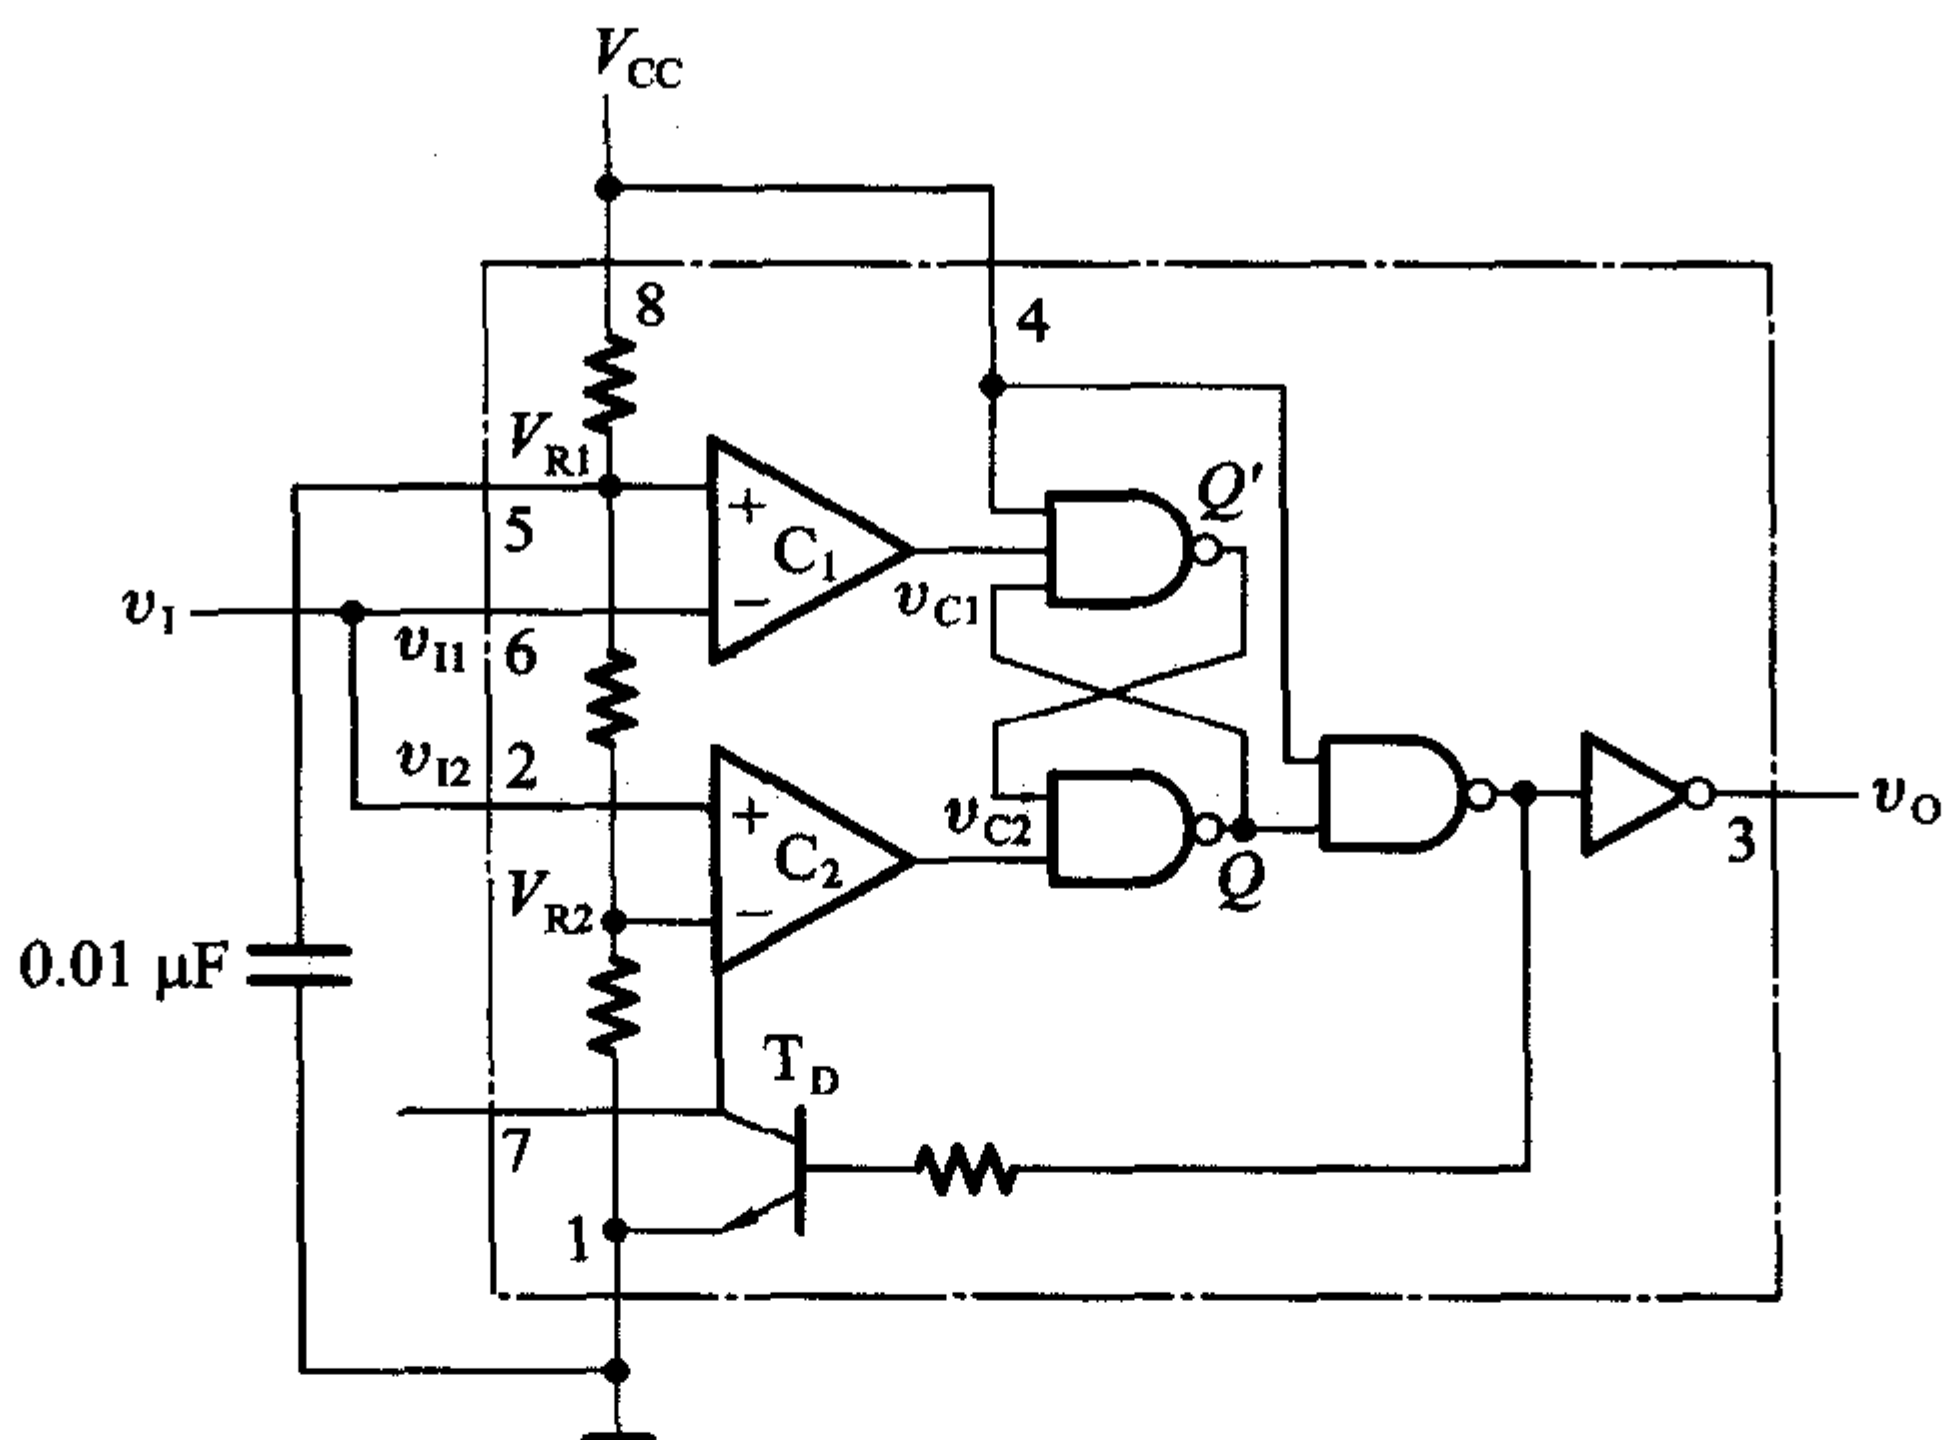 V_CC
8
4
V_R1
+
C_1
−
Q'
5
v_I
v_I1
6
v_C1
v_I2
2
+
C_2
−
v_C2
Q
V_R2
3
v_O
0.01 μF
T_D
7
1